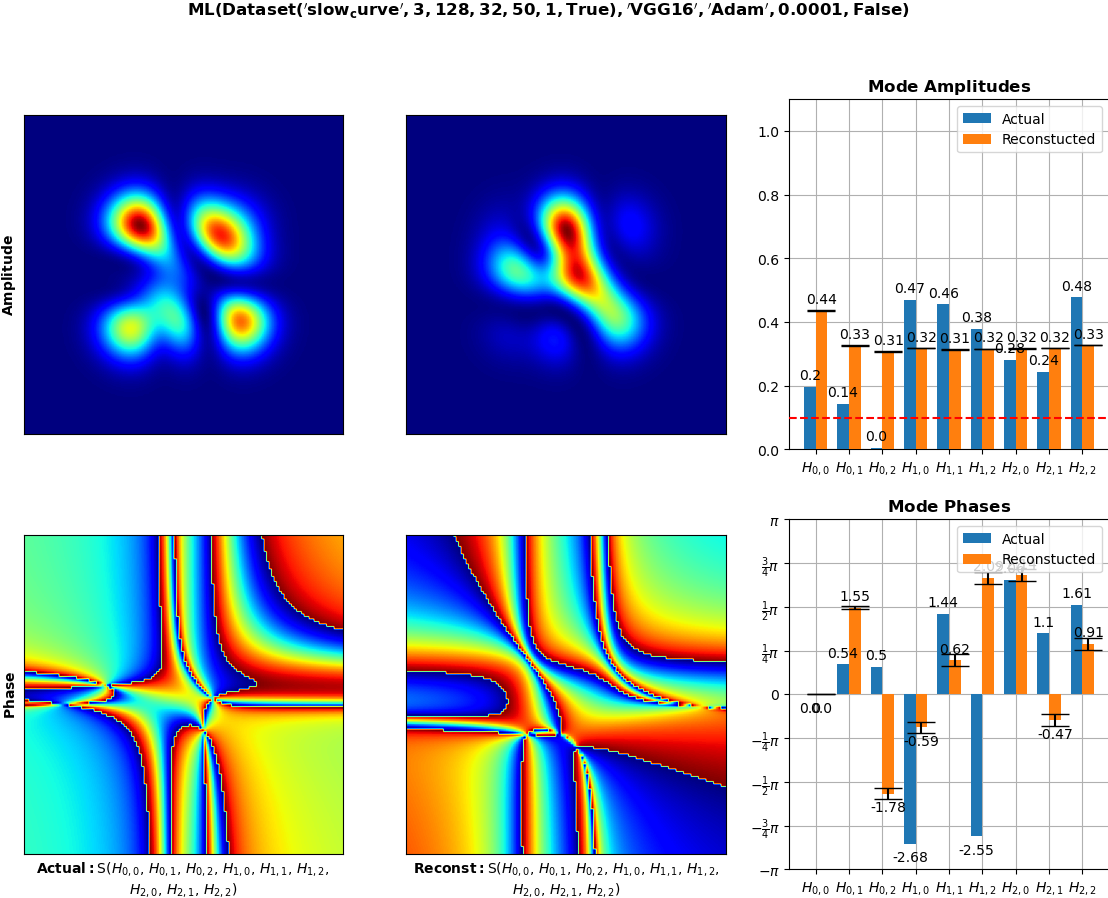 ML(Dataset('slow_curve', 3, 128, 32, 50, 1, True), 'VGG16', 'Adam', 0.0001, False)
Amplitude
Mode Amplitudes
Actual
Reconstucted
1.0
0.8
0.6
0.4
0.2
0.0
0.2
0.44
0.14
0.33
0.0
0.31
0.47
0.32
0.46
0.31
0.38
0.32
0.28
0.32
0.24
0.32
0.48
0.33
H0,0 H0,1 H0,2 H1,0 H1,1 H1,2 H2,0 H2,1 H2,2
Phase
Actual: S(H0,0, H0,1, H0,2, H1,0, H1,1, H1,2,
H2,0, H2,1, H2,2)
Reconst: S(H0,0, H0,1, H0,2, H1,0, H1,1, H1,2,
H2,0, H2,1, H2,2)
Mode Phases
Actual
Reconstucted
π
3/4π
1/2π
1/4π
0
−1/4π
−1/2π
−3/4π
−π
0.0
0.0
0.54
1.55
0.5
-1.78
-2.68
-0.59
1.44
0.62
-2.55
1.1
-0.47
1.61
0.91
H0,0 H0,1 H0,2 H1,0 H1,1 H1,2 H2,0 H2,1 H2,2